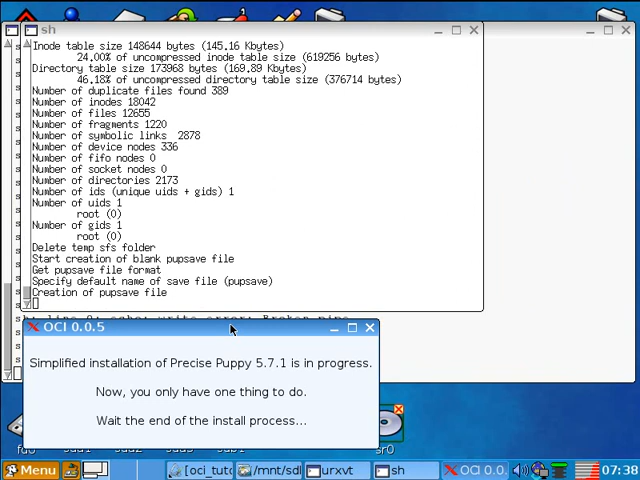 sh
Inode table size 148644 bytes (145.16 Kbytes)
24.00% of uncompressed inode table size (619256 bytes)
Directory table size 173968 bytes (169.89 Kbytes)
46.18% of uncompressed directory table size (376714 bytes)
Number of duplicate files found 389
Number of inodes 18042
Number of files 12655
Number of fragments 1220
Number of symbolic links  2878
Number of device nodes 336
Number of fifo nodes 0
Number of socket nodes 0
Number of directories 2173
Number of ids (unique uids + gids) 1
Number of uids 1
root (0)
Number of gids 1
root (0)
Delete temp sfs folder
Start creation of blank pupsave file
Get pupsave file format
Specify default name of save file (pupsave)
Creation of pupsave file
OCI 0.0.5
Simplified installation of Precise Puppy 5.7.1 is in progress.
Now, you only have one thing to do.
Wait the end of the install process...
sr0
Menu
[oci_tuto
/mnt/sdl
urxvt
sh
OCI 0.0.
07:38